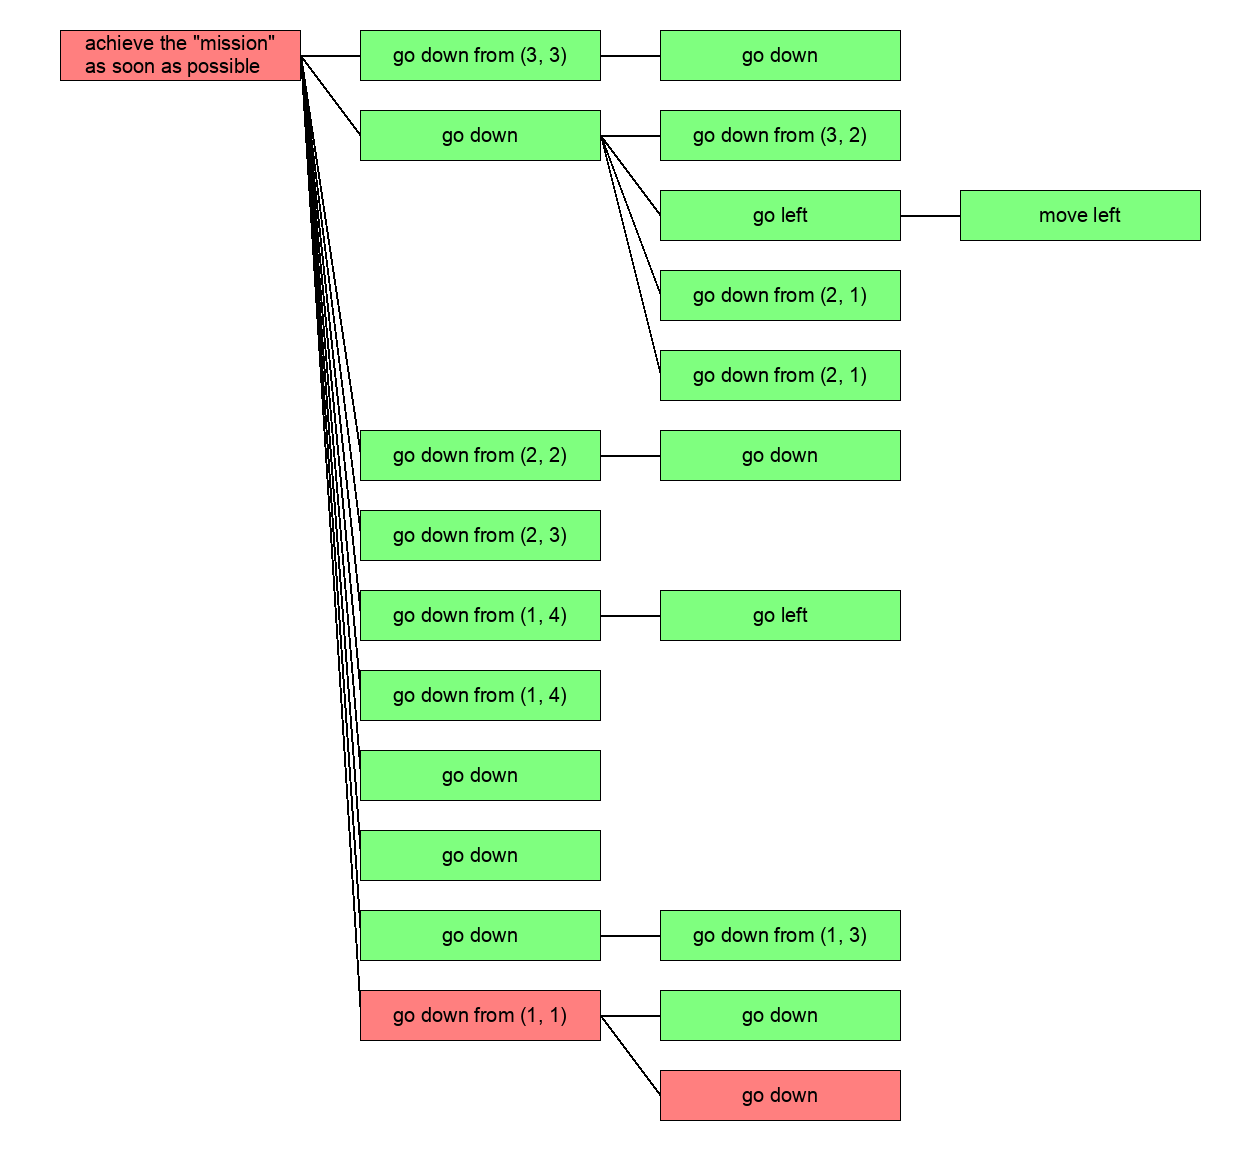 achieve the "mission"
as soon as possible
go down from (3, 3)
go down
go down
go down from (3, 2)
go left
move left
go down from (2, 1)
go down from (2, 1)
go down from (2, 2)
go down
go down from (2, 3)
go down from (1, 4)
go left
go down from (1, 4)
go down
go down
go down
go down from (1, 3)
go down from (1, 1)
go down
go down